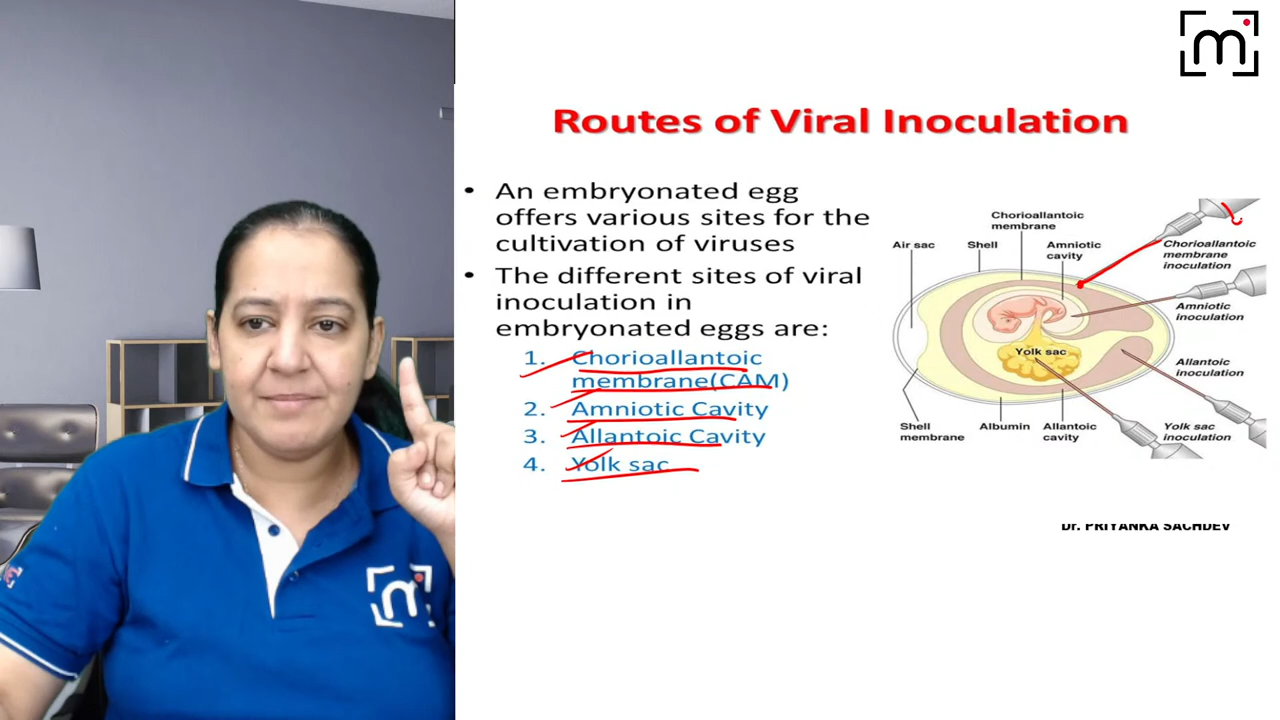 m
Routes of Viral Inoculation
• An embryonated egg
offers various sites for the
cultivation of viruses
• The different sites of viral
inoculation in
embryonated eggs are:
1. Chorioallantoic
membrane(CAM)
2. Amniotic Cavity
3. Allantoic Cavity
4. Yolk sac
Chorioallantoic
membrane
Air sac
Shell
Amniotic
cavity
Chorioallantoic
membrane
inoculation
Amniotic
inoculation
Yolk sac
Allantoic
inoculation
Shell
membrane
Albumin
Allantoic
cavity
Yolk sac
inoculation
Dr. PRIYANKA SACHDEV
m